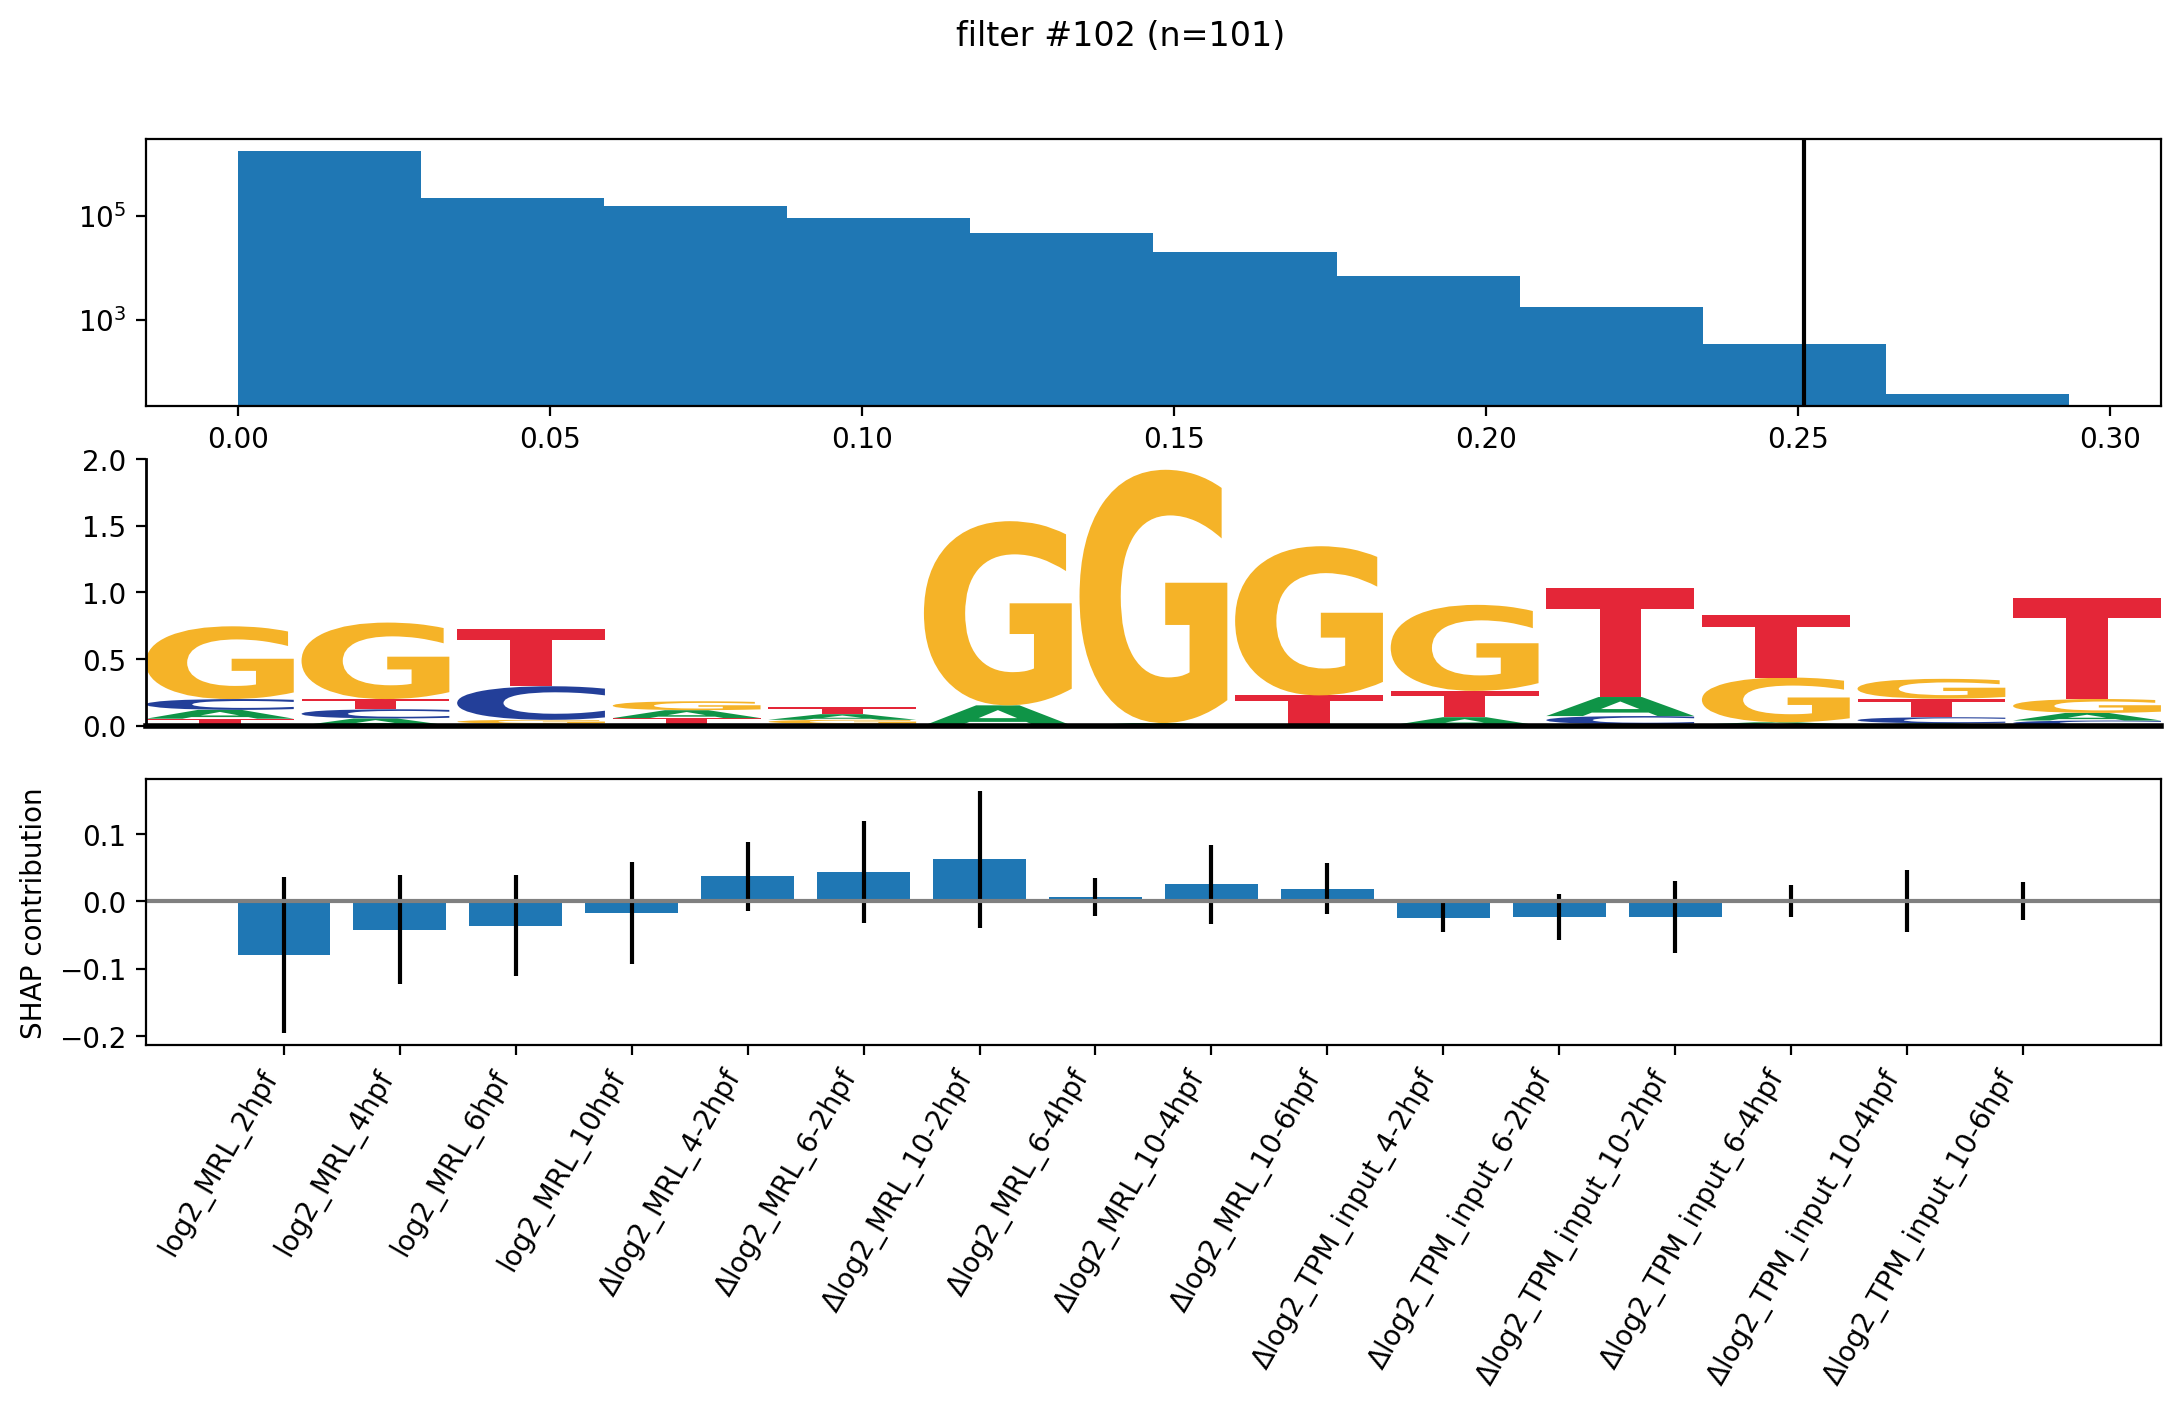 filter #102 (n=101)
10^5
10^3
0.00 0.05 0.10 0.15 0.20 0.25 0.30
2.0
1.5
1.0
0.5
0.0
G G T G T G G G G T T G T
G T C A A A T T A G T G
C C G T G A C C A
T A C
SHAP contribution
0.1
0.0
−0.1
−0.2
log2_MRL_2hpf
log2_MRL_4hpf
log2_MRL_6hpf
log2_MRL_10hpf
Δlog2_MRL_4-2hpf
Δlog2_MRL_6-2hpf
Δlog2_MRL_10-2hpf
Δlog2_MRL_6-4hpf
Δlog2_MRL_10-4hpf
Δlog2_MRL_10-6hpf
Δlog2_TPM_input_4-2hpf
Δlog2_TPM_input_6-2hpf
Δlog2_TPM_input_10-2hpf
Δlog2_TPM_input_6-4hpf
Δlog2_TPM_input_10-4hpf
Δlog2_TPM_input_10-6hpf